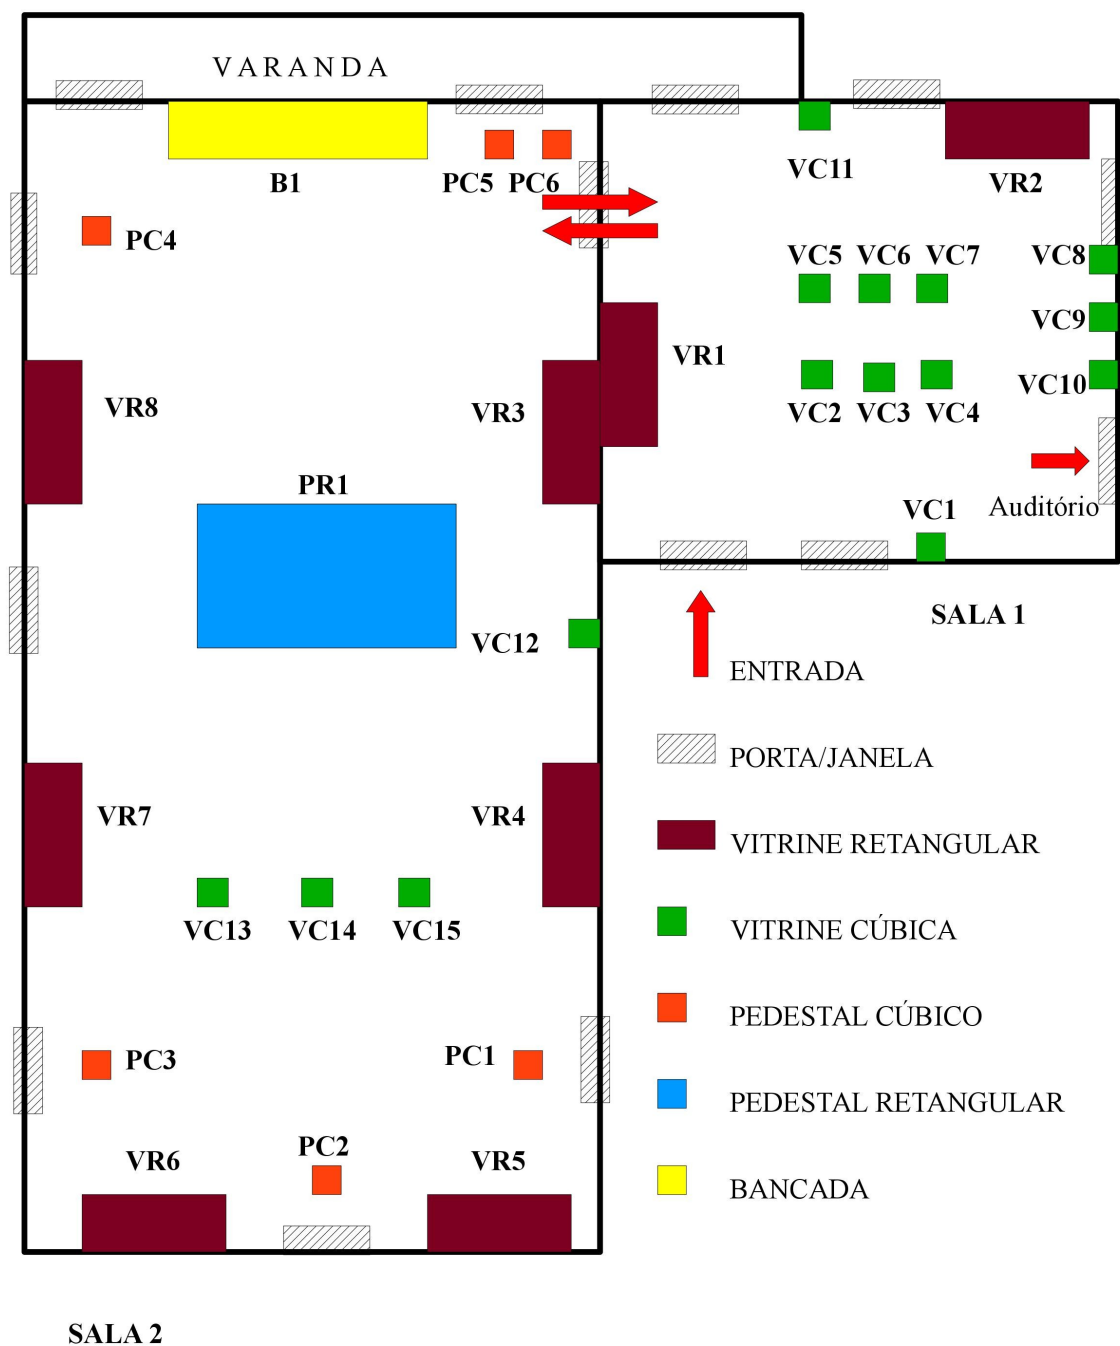 VARANDA
B1
PC5 PC6
VC11
VR2
PC4
VC5 VC6 VC7
VC8
VC9
VR1
VC10
VR8
VR3
VC2 VC3 VC4
PR1
VC1
Auditório
SALA 1
VC12
ENTRADA
PORTA/JANELA
VR7
VR4
VITRINE RETANGULAR
VC13 VC14 VC15
VITRINE CÚBICA
PEDESTAL CÚBICO
PC3
PC1
PEDESTAL RETANGULAR
PC2
VR6
VR5
BANCADA
SALA 2